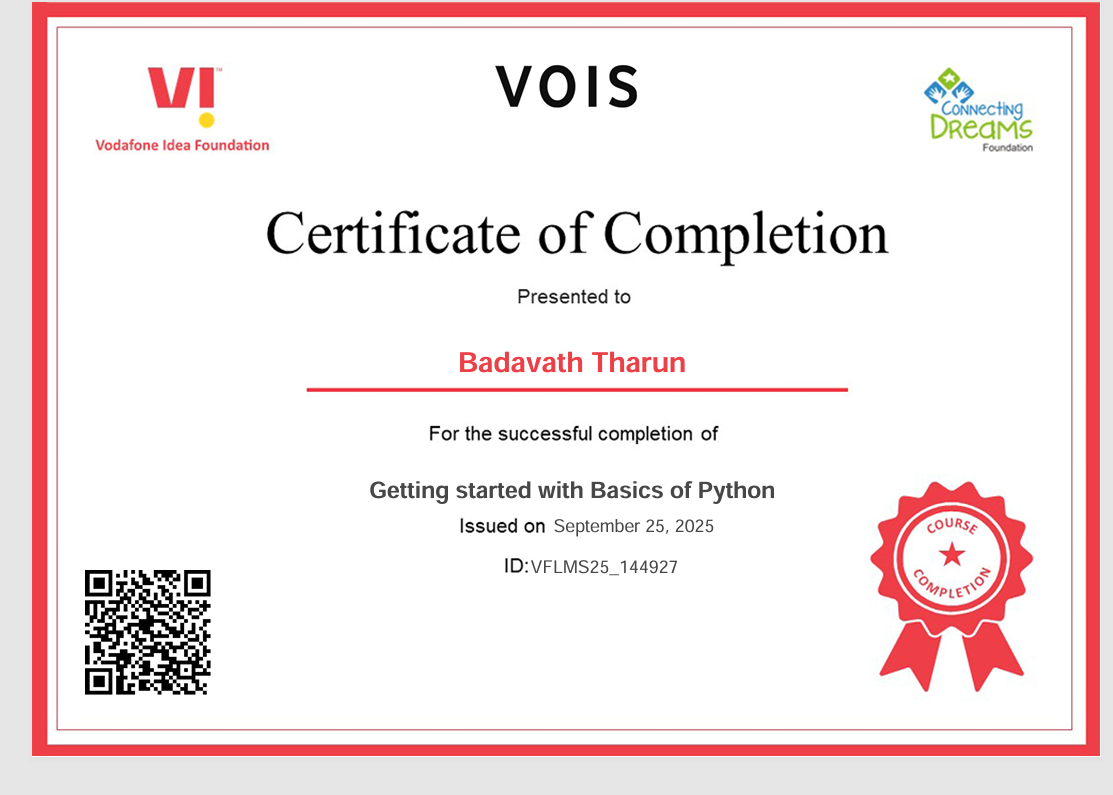 VI™
Vodafone Idea Foundation
VOIS
CONNECTING
DREAMS
Foundation
Certificate of Completion
Presented to
Badavath Tharun
For the successful completion of
Getting started with Basics of Python
Issued on September 25, 2025
ID:VFLMS25_144927
COURSE
COMPLETION